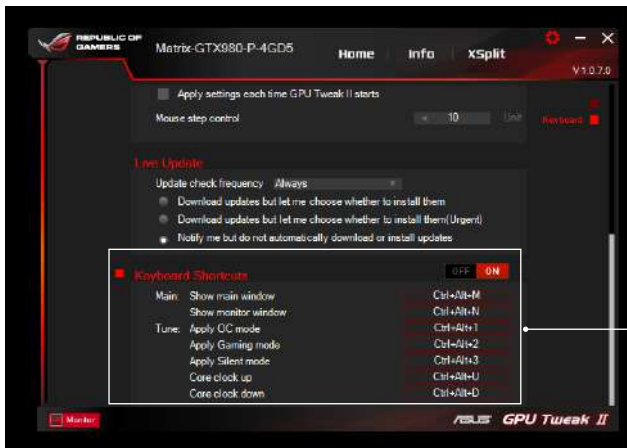 REPUBLIC OF
GAMERS
Matrix-GTX980-P-4GD5
Home Info XSplit
V1.0.7.0
Apply settings each time GPU Tweak II starts
Mouse step control 10 Unit
Keyboard
Live Update
Update check frequency Always
Download updates but let me choose whether to install them
Download updates but let me choose whether to install them(Urgent)
Notify me but do not automatically download or install updates
Keyboard Shortcuts OFF ON
Main: Show main window Ctrl+Alt+M
Show monitor window Ctrl+Alt+N
Tune: Apply OC mode Ctrl+Alt+1
Apply Gaming mode Ctrl+Alt+2
Apply Silent mode Ctrl+Alt+3
Core clock up Ctrl+Alt+U
Core clock down Ctrl+Alt+D
Monitor
ASUS GPU Tweak II